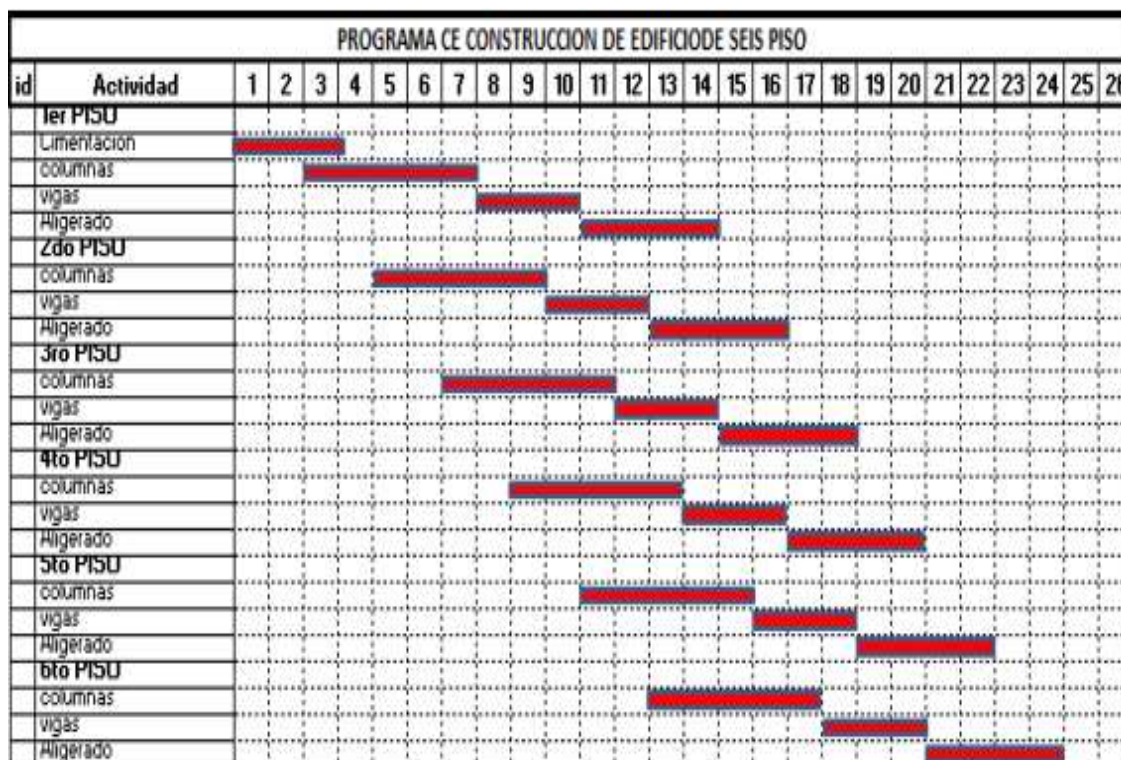 PROGRAMA CE CONSTRUCCION DE EDIFICIODE SEIS PISO
id Actividad 1 2 3 4 5 6 7 8 9 10 11 12 13 14 15 16 17 18 19 20 21 22 23 24 25 26
1er PISO
Cimentacion
columnas
vigas
Aligerado
2do PISO
columnas
vigas
Aligerado
3ro PISO
columnas
vigas
Aligerado
4to PISO
columnas
vigas
Aligerado
5to PISO
columnas
vigas
Aligerado
6to PISO
columnas
vigas
Aligerado